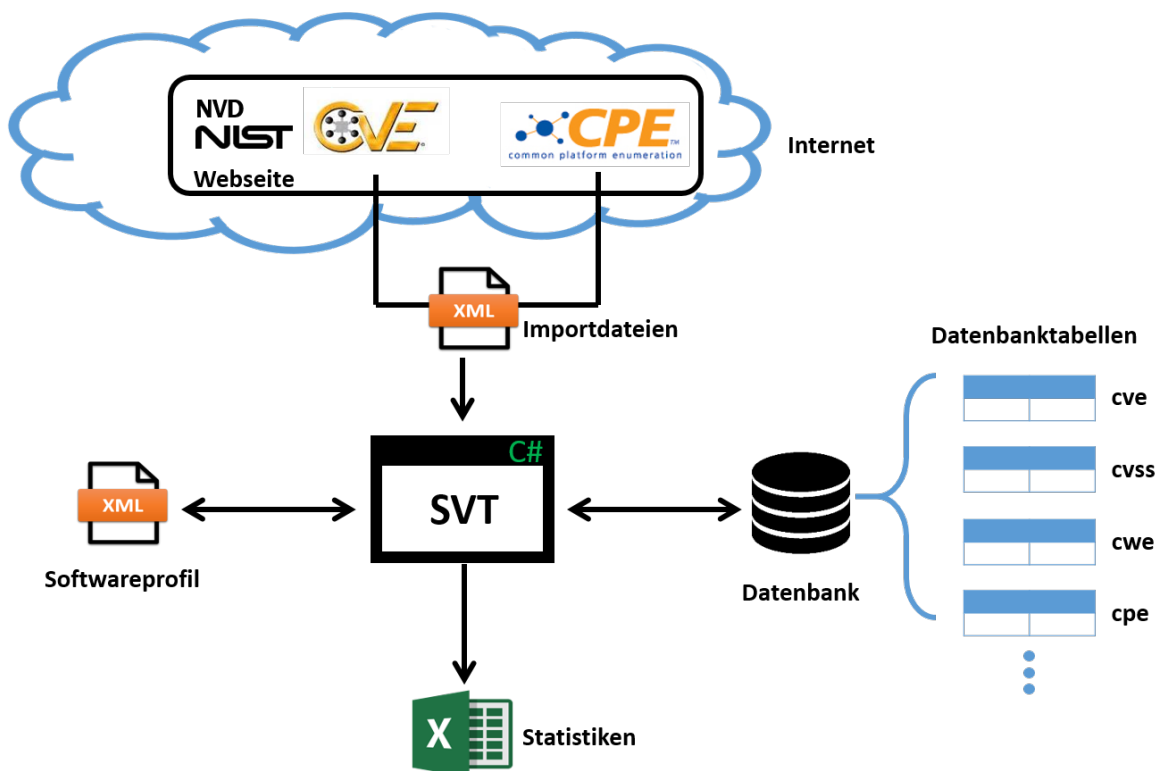 NVD
NIST
CVE
CPE TM
common platform enumeration
Webseite
Internet
XML
Importdateien
Datenbanktabellen
cve
C#
SVT
cvss
XML
cwe
Softwareprofil
Datenbank
cpe
X
Statistiken